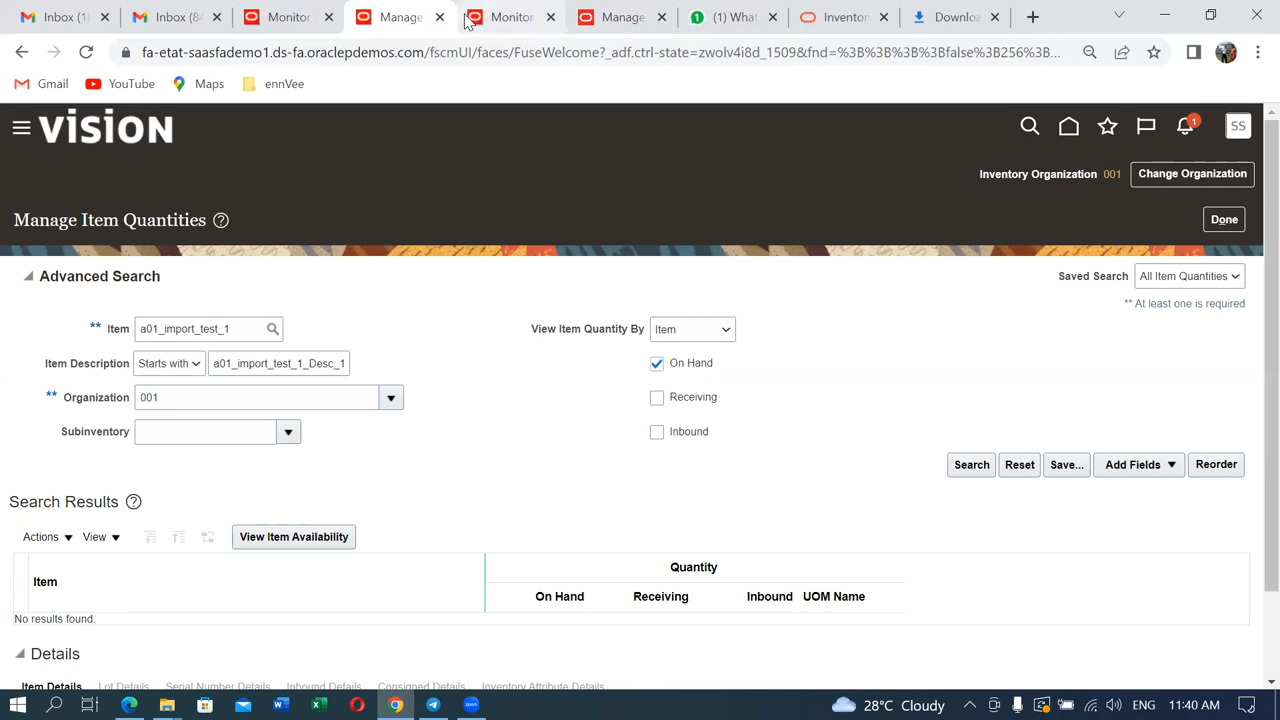 Inbox (1)
Inbox (84
Monitor
Manage
Monitor
Manage
(1) What
Inventor
Downloa
fa-etat-saasfademo1.ds-fa.oraclepdemos.com/fscmUI/faces/FuseWelcome?_adf.ctrl-state=zwolv4l8d_1509&fnd=%3B%3B%3B%3Bfalse%3B256%3B...
Gmail YouTube Maps ennVee
VISION
1
SS
Inventory Organization 001 Change Organization
Manage Item Quantities ? Done
Advanced Search
Saved Search All Item Quantities
** At least one is required
** Item a01_import_test_1
View Item Quantity By Item
Item Description Starts with a01_import_test_1_Desc_1
On Hand
** Organization 001
Receiving
Subinventory
Inbound
Search Reset Save... Add Fields Reorder
Search Results ?
Actions View View Item Availability
Item
Quantity
On Hand Receiving Inbound UOM Name
No results found.
Details
Item Details Lot Details Serial Number Details Inbound Details Consigned Details Inventory Attribute Details
28°C Cloudy ENG 11:40 AM